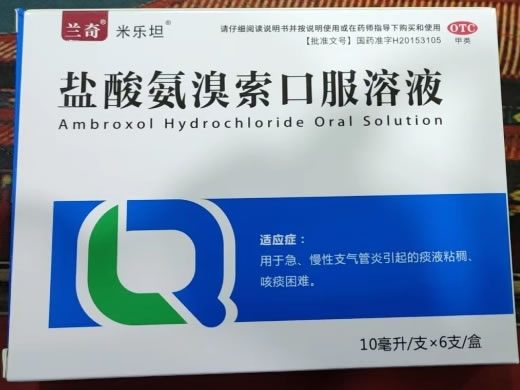 兰奇® 米乐坦®
请仔细阅读说明书并按说明使用或在药师指导下购买和使用
【批准文号】国药准字H20153105
OTC
甲类
盐酸氨溴索口服溶液
Ambroxol Hydrochloride Oral Solution
适应症：
用于急、慢性支气管炎引起的痰液粘稠、
咳痰困难。
10毫升/支×6支/盒